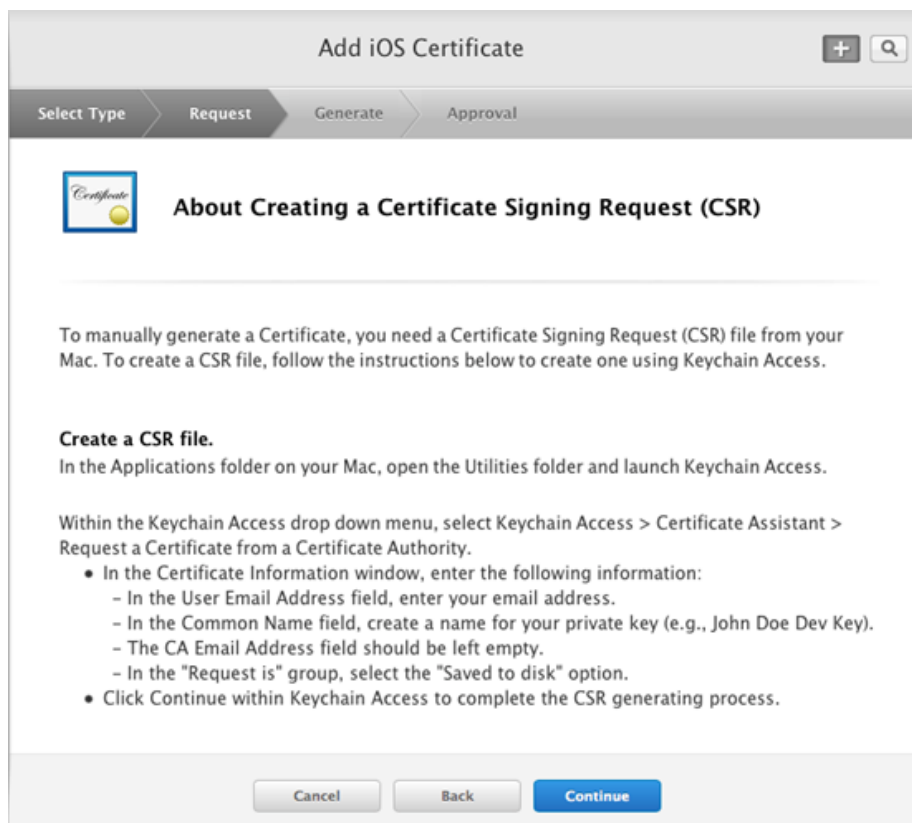 Add iOS Certificate
Select Type Request Generate Approval
Certificate
About Creating a Certificate Signing Request (CSR)
To manually generate a Certificate, you need a Certificate Signing Request (CSR) file from your
Mac. To create a CSR file, follow the instructions below to create one using Keychain Access.
Create a CSR file.
In the Applications folder on your Mac, open the Utilities folder and launch Keychain Access.
Within the Keychain Access drop down menu, select Keychain Access > Certificate Assistant >
Request a Certificate from a Certificate Authority.
• In the Certificate Information window, enter the following information:
– In the User Email Address field, enter your email address.
– In the Common Name field, create a name for your private key (e.g., John Doe Dev Key).
– The CA Email Address field should be left empty.
– In the "Request is" group, select the "Saved to disk" option.
• Click Continue within Keychain Access to complete the CSR generating process.
Cancel Back Continue